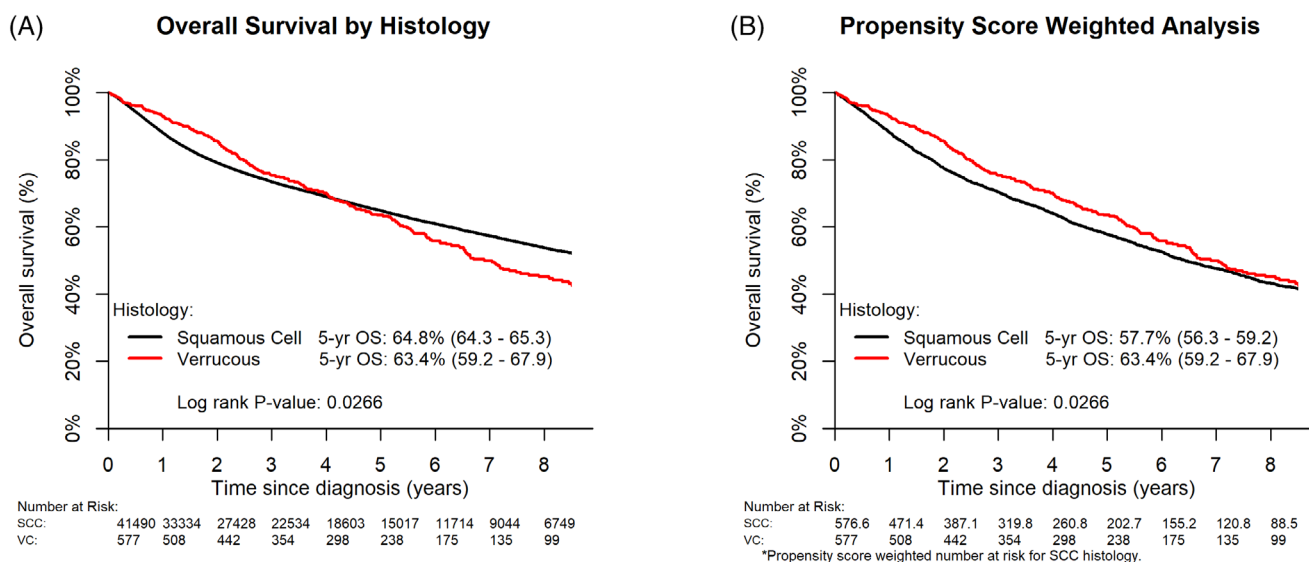 (A) Overall Survival by Histology
Overall survival (%)
100%
80%
60%
40%
20%
0%
Histology:
Squamous Cell 5-yr OS: 64.8% (64.3 - 65.3)
Verrucous 5-yr OS: 63.4% (59.2 - 67.9)
Log rank P-value: 0.0266
0 1 2 3 4 5 6 7 8
Time since diagnosis (years)
Number at Risk:
SCC: 41490 33334 27428 22534 18603 15017 11714 9044 6749
VC: 577 508 442 354 298 238 175 135 99
(B) Propensity Score Weighted Analysis
Overall survival (%)
100%
80%
60%
40%
20%
0%
Histology:
Squamous Cell 5-yr OS: 57.7% (56.3 - 59.2)
Verrucous 5-yr OS: 63.4% (59.2 - 67.9)
Log rank P-value: 0.0266
0 1 2 3 4 5 6 7 8
Time since diagnosis (years)
Number at Risk:
SCC: 576.6 471.4 387.1 319.8 260.8 202.7 155.2 120.8 88.5
VC: 577 508 442 354 298 238 175 135 99
*Propensity score weighted number at risk for SCC histology.